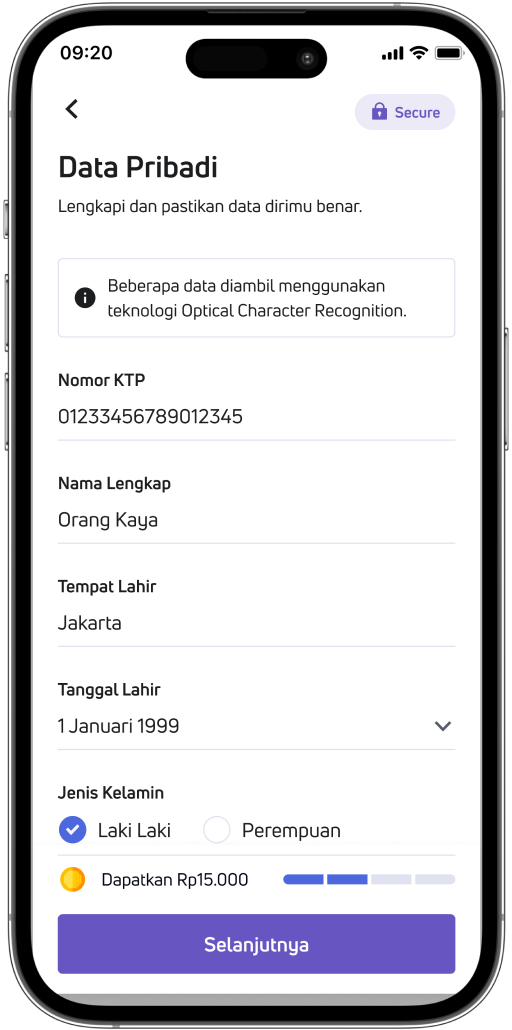 09:20
Secure
Data Pribadi
Lengkapi dan pastikan data dirimu benar.
Beberapa data diambil menggunakan
teknologi Optical Character Recognition.
Nomor KTP
01233456789012345
Nama Lengkap
Orang Kaya
Tempat Lahir
Jakarta
Tanggal Lahir
1 Januari 1999
Jenis Kelamin
Laki Laki Perempuan
Dapatkan Rp15.000
Selanjutnya